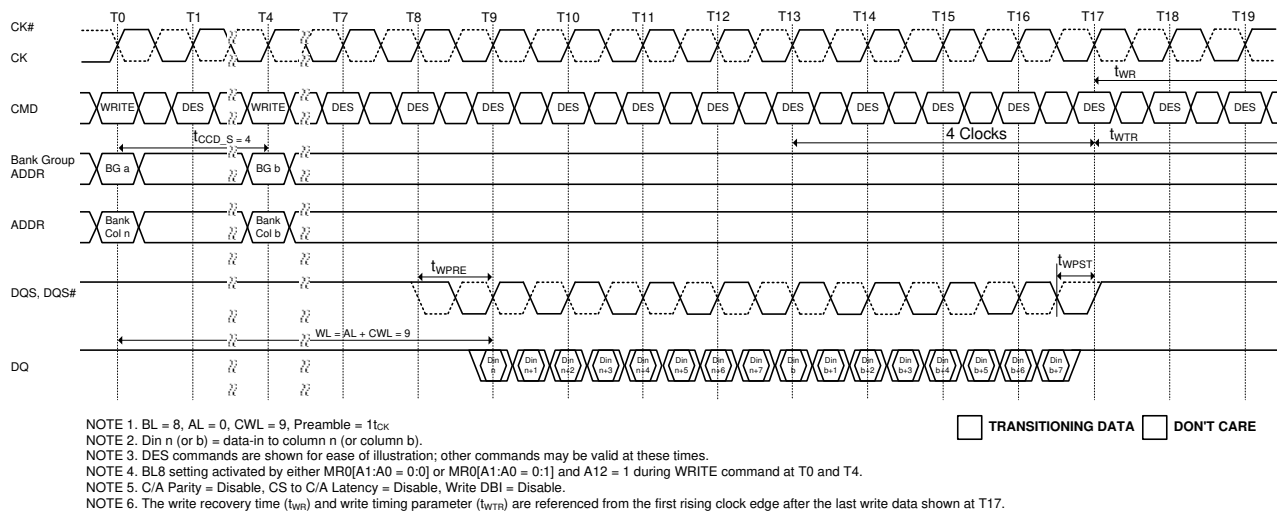 T0 T1 T4 T7 T8 T9 T10 T11 T12 T13 T14 T15 T16 T17 T18 T19
CK#
CK
tWR
CMD
WRITE DES WRITE DES DES DES DES DES DES DES DES DES DES DES DES DES
tCCD_S = 4
4 Clocks
tWTR
Bank Group
ADDR
BG a
BG b
ADDR
Bank
Col n
Bank
Col b
tWPRE
tWPST
DQS, DQS#
WL = AL + CWL = 9
DQ
Din
n
Din
n+1
Din
n+2
Din
n+3
Din
n+4
Din
n+5
Din
n+6
Din
n+7
Din
b
Din
b+1
Din
b+2
Din
b+3
Din
b+4
Din
b+5
Din
b+6
Din
b+7
NOTE 1. BL = 8, AL = 0, CWL = 9, Preamble = 1tCK
NOTE 2. Din n (or b) = data-in to column n (or column b).
NOTE 3. DES commands are shown for ease of illustration; other commands may be valid at these times.
NOTE 4. BL8 setting activated by either MR0[A1:A0 = 0:0] or MR0[A1:A0 = 0:1] and A12 = 1 during WRITE command at T0 and T4.
NOTE 5. C/A Parity = Disable, CS to C/A Latency = Disable, Write DBI = Disable.
NOTE 6. The write recovery time (tWR) and write timing parameter (tWTR) are referenced from the first rising clock edge after the last write data shown at T17.
TRANSITIONING DATA
DON'T CARE